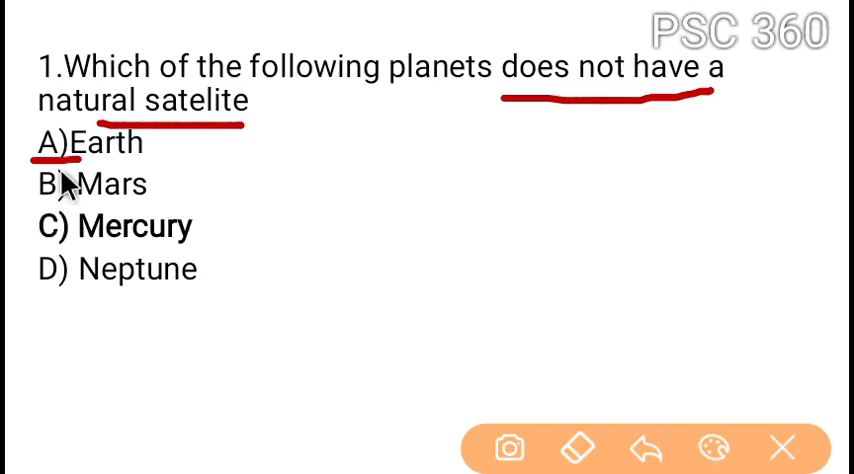 PSC 360
1.Which of the following planets does not have a
natural satelite
A)Earth
B) Mars
C) Mercury
D) Neptune